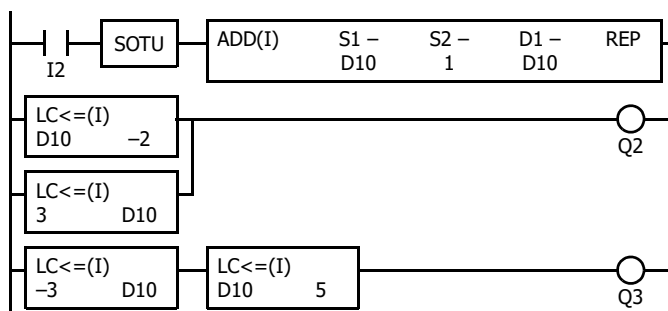 SOTU ADD(I) S1 – S2 – D1 – REP
I2 D10 1 D10
LC<=(I)
D10 –2
Q2
LC<=(I)
3 D10
LC<=(I) LC<=(I)
–3 D10 D10 5
Q3